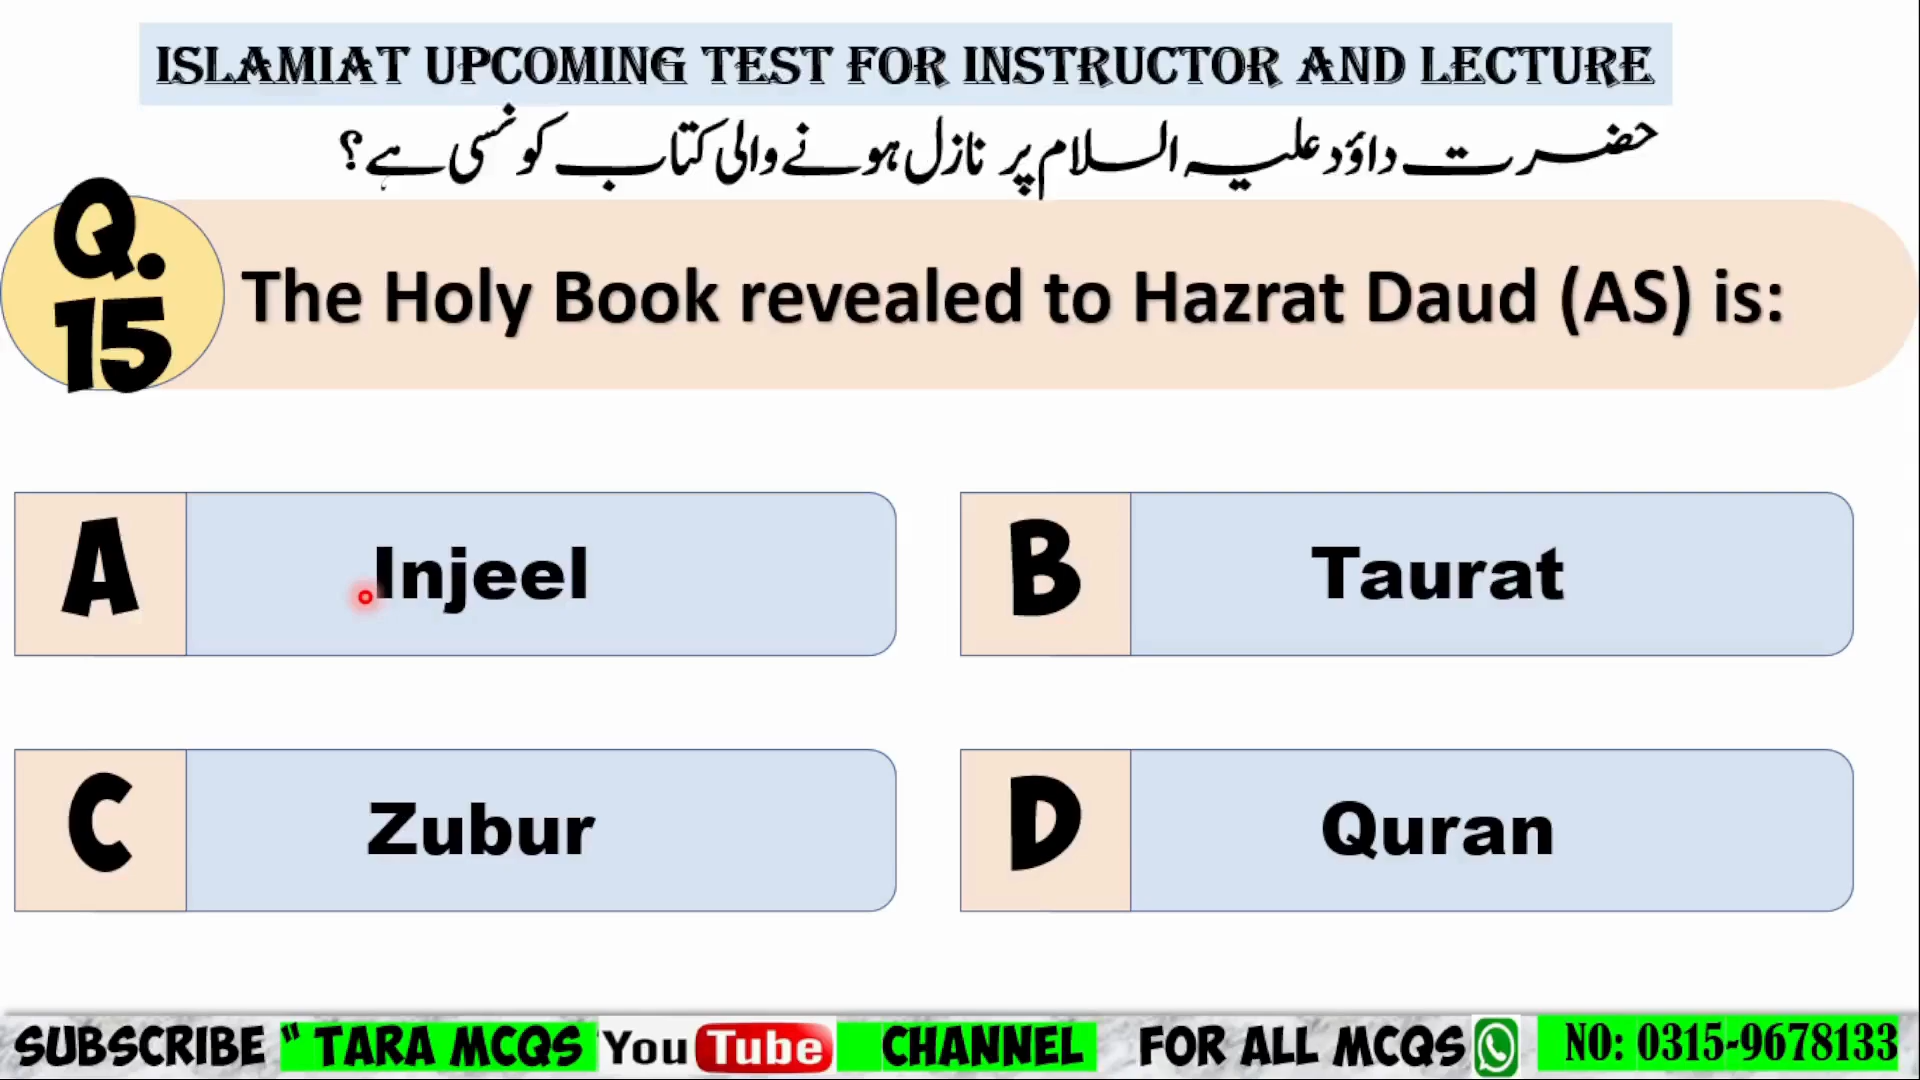 ISLAMIAT UPCOMING TEST FOR INSTRUCTOR AND LECTURE
حضرت داؤد علیہ السلام پر نازل ہونے والی کتاب کونسی ہے؟
Q. 15
The Holy Book revealed to Hazrat Daud (AS) is:
A Injeel
B Taurat
C Zubur
D Quran
SUBSCRIBE " TARA MCQS YouTube CHANNEL FOR ALL MCQS NO: 0315-9678133